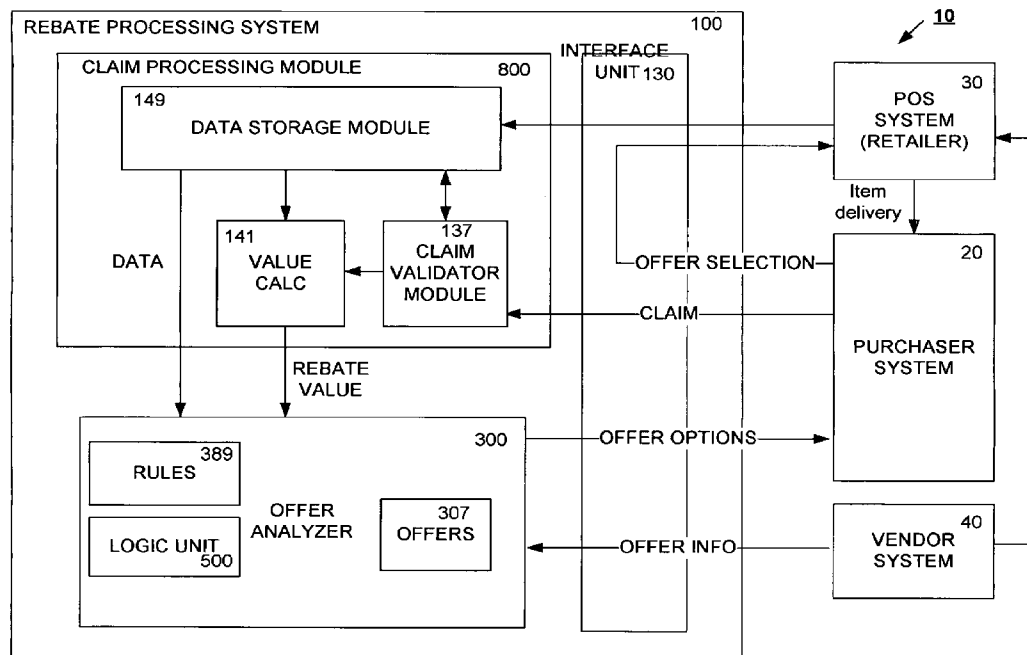 REBATE PROCESSING SYSTEM
100
10
CLAIM PROCESSING MODULE
800
INTERFACE
UNIT 130
149
DATA STORAGE MODULE
30
POS
SYSTEM
(RETAILER)
Item
delivery
141
VALUE
CALC
137
CLAIM
VALIDATOR
MODULE
DATA
OFFER SELECTION
CLAIM
20
PURCHASER
SYSTEM
REBATE
VALUE
300
389
RULES
OFFER
ANALYZER
LOGIC UNIT
500
307
OFFERS
OFFER OPTIONS
OFFER INFO
40
VENDOR
SYSTEM